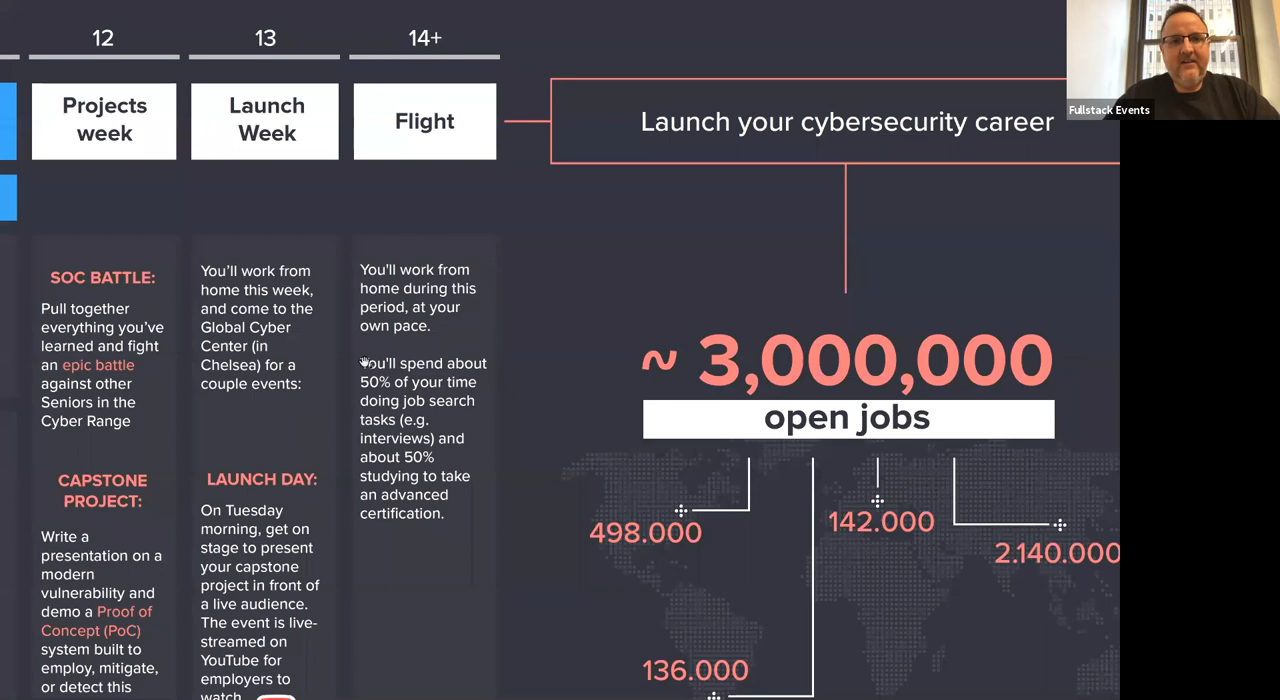 12
13
14+
Projects
week
Launch
Week
Flight
Launch your cybersecurity career
Fullstack Events
SOC BATTLE:
Pull together
everything you've
learned and fight
an epic battle
against other
Seniors in the
Cyber Range
CAPSTONE
PROJECT:
Write a
presentation on a
modern
vulnerability and
demo a Proof of
Concept (PoC)
system built to
employ, mitigate,
or detect this
You'll work from
home this week,
and come to the
Global Cyber
Center (in
Chelsea) for a
couple events:
LAUNCH DAY:
On Tuesday
morning, get on
stage to present
your capstone
project in front of
a live audience.
The event is live-
streamed on
YouTube for
employers to
watch
You'll work from
home during this
period, at your
own pace.
You'll spend about
50% of your time
doing job search
tasks (e.g.
interviews) and
about 50%
studying to take
an advanced
certification.
~ 3,000,000
open jobs
498.000
142.000
2.140.000
136.000